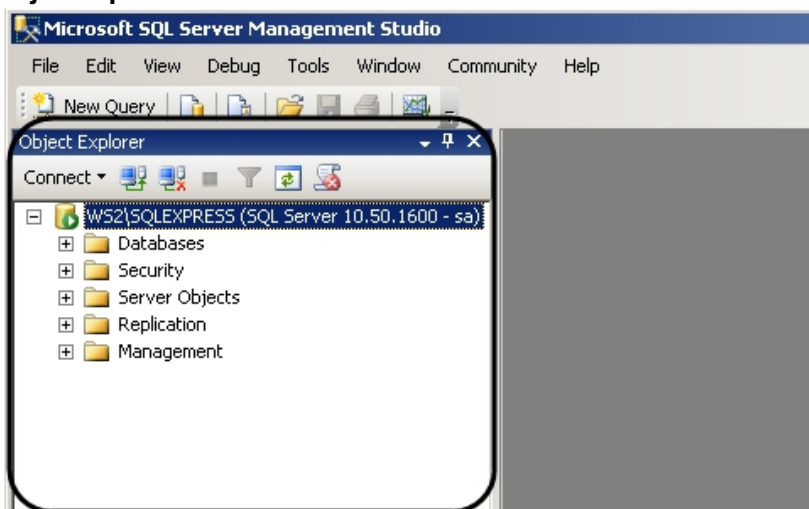 Microsoft SQL Server Management Studio
File Edit View Debug Tools Window Community Help
New Query
Object Explorer
Connect
WS2\SQLEXPRESS (SQL Server 10.50.1600 - sa)
Databases
Security
Server Objects
Replication
Management